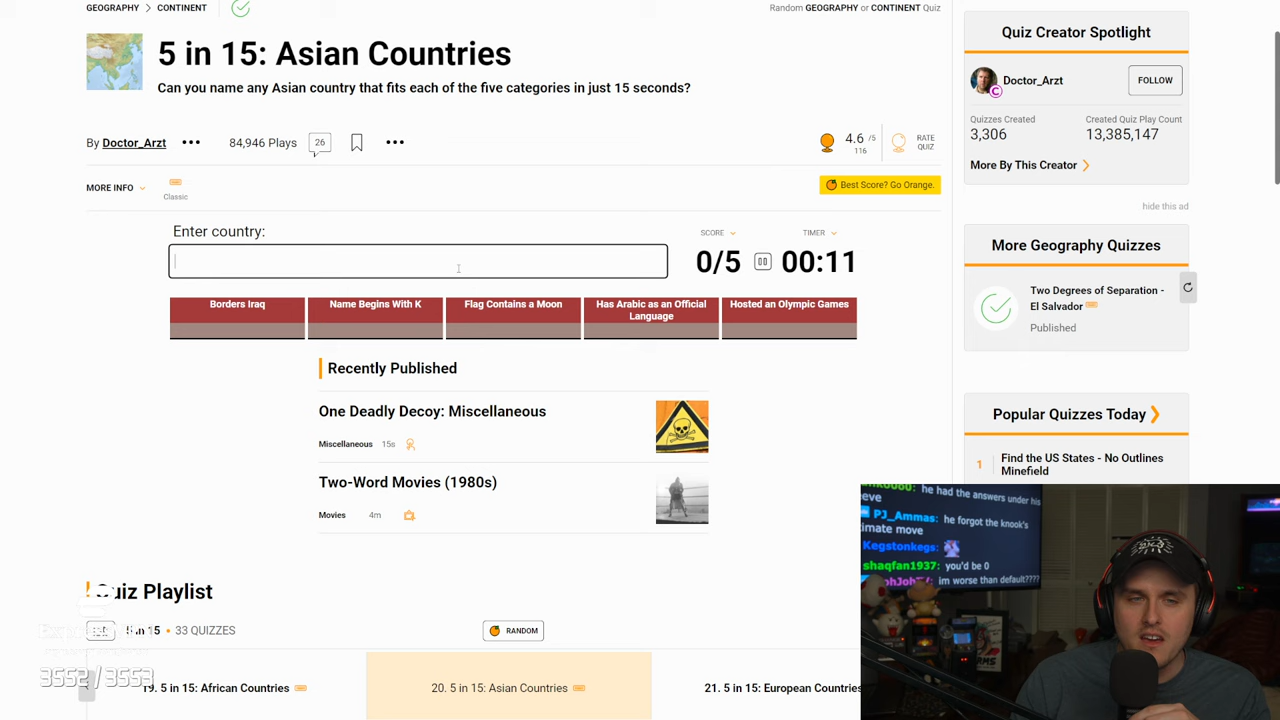 GEOGRAPHY > CONTINENT
Random GEOGRAPHY or CONTINENT Quiz
5 in 15: Asian Countries
Can you name any Asian country that fits each of the five categories in just 15 seconds?
By Doctor_Arzt ••• 84,946 Plays 26 •••
4.6 /5
116
RATE
QUIZ
MORE INFO
Classic
Best Score? Go Orange.
Enter country:
SCORE
TIMER
0/5 00:11
Borders Iraq
Name Begins With K
Flag Contains a Moon
Has Arabic as an Official
Language
Hosted an Olympic Games
Recently Published
One Deadly Decoy: Miscellaneous
Miscellaneous 15s
Two-Word Movies (1980s)
Movies 4m
Quiz Playlist
5 in 15 • 33 QUIZZES
RANDOM
3552 / 3553
19. 5 in 15: African Countries
20. 5 in 15: Asian Countries
21. 5 in 15: European Countries
Quiz Creator Spotlight
Doctor_Arzt
C
FOLLOW
Quizzes Created
3,306
Created Quiz Play Count
13,385,147
More By This Creator
hide this ad
More Geography Quizzes
Two Degrees of Separation -
El Salvador
Published
Popular Quizzes Today
1
Find the US States - No Outlines
Minefield
he had the answers under his
PJ_Ammas: he forgot the knook's
Kegstonkegs:
shaqfan1937: you'd be 0
im worse than default????